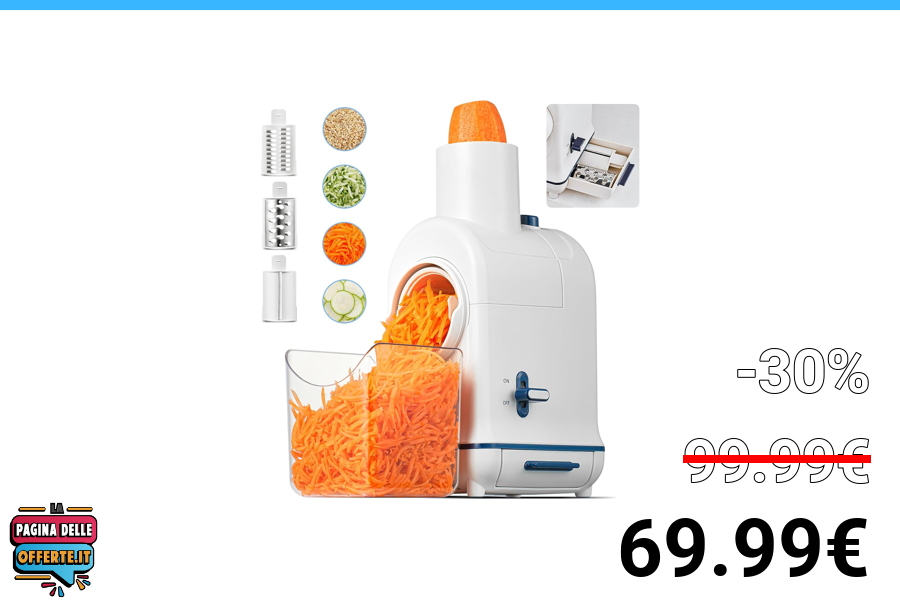 ON
OFF
-30%
99.99€
69.99€
LA
PAGINA DELLE
OFFERTE.IT